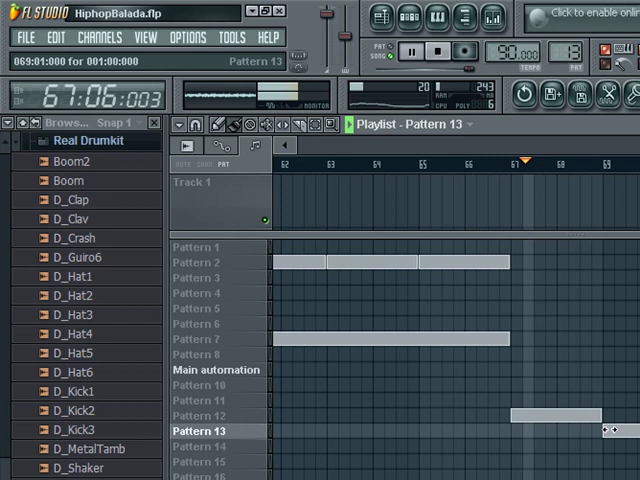 FL STUDIO HiphopBalada.flp
FILE EDIT CHANNELS VIEW OPTIONS TOOLS HELP
069:01:000 for 001:00:000 Pattern 13
Click to enable onlin
PAT
SONG
90.000
TEMPO
13
PAT
67:06:003
MONITOR
20 243
RAM
CPU POLY 6
Brows.. Snap 1
Playlist - Pattern 13
Real Drumkit
Boom2
Boom
D_Clap
D_Clav
D_Crash
D_Guiro6
D_Hat1
D_Hat2
D_Hat3
D_Hat4
D_Hat5
D_Hat6
D_Kick1
D_Kick2
D_Kick3
D_MetalTamb
D_Shaker
NOTE CHAN PAT
62 63 64 65 66 67 68 69
Track 1
Pattern 1
Pattern 2
Pattern 3
Pattern 4
Pattern 5
Pattern 6
Pattern 7
Pattern 8
Main automation
Pattern 10
Pattern 11
Pattern 12
Pattern 13
Pattern 14
Pattern 15
Pattern 16